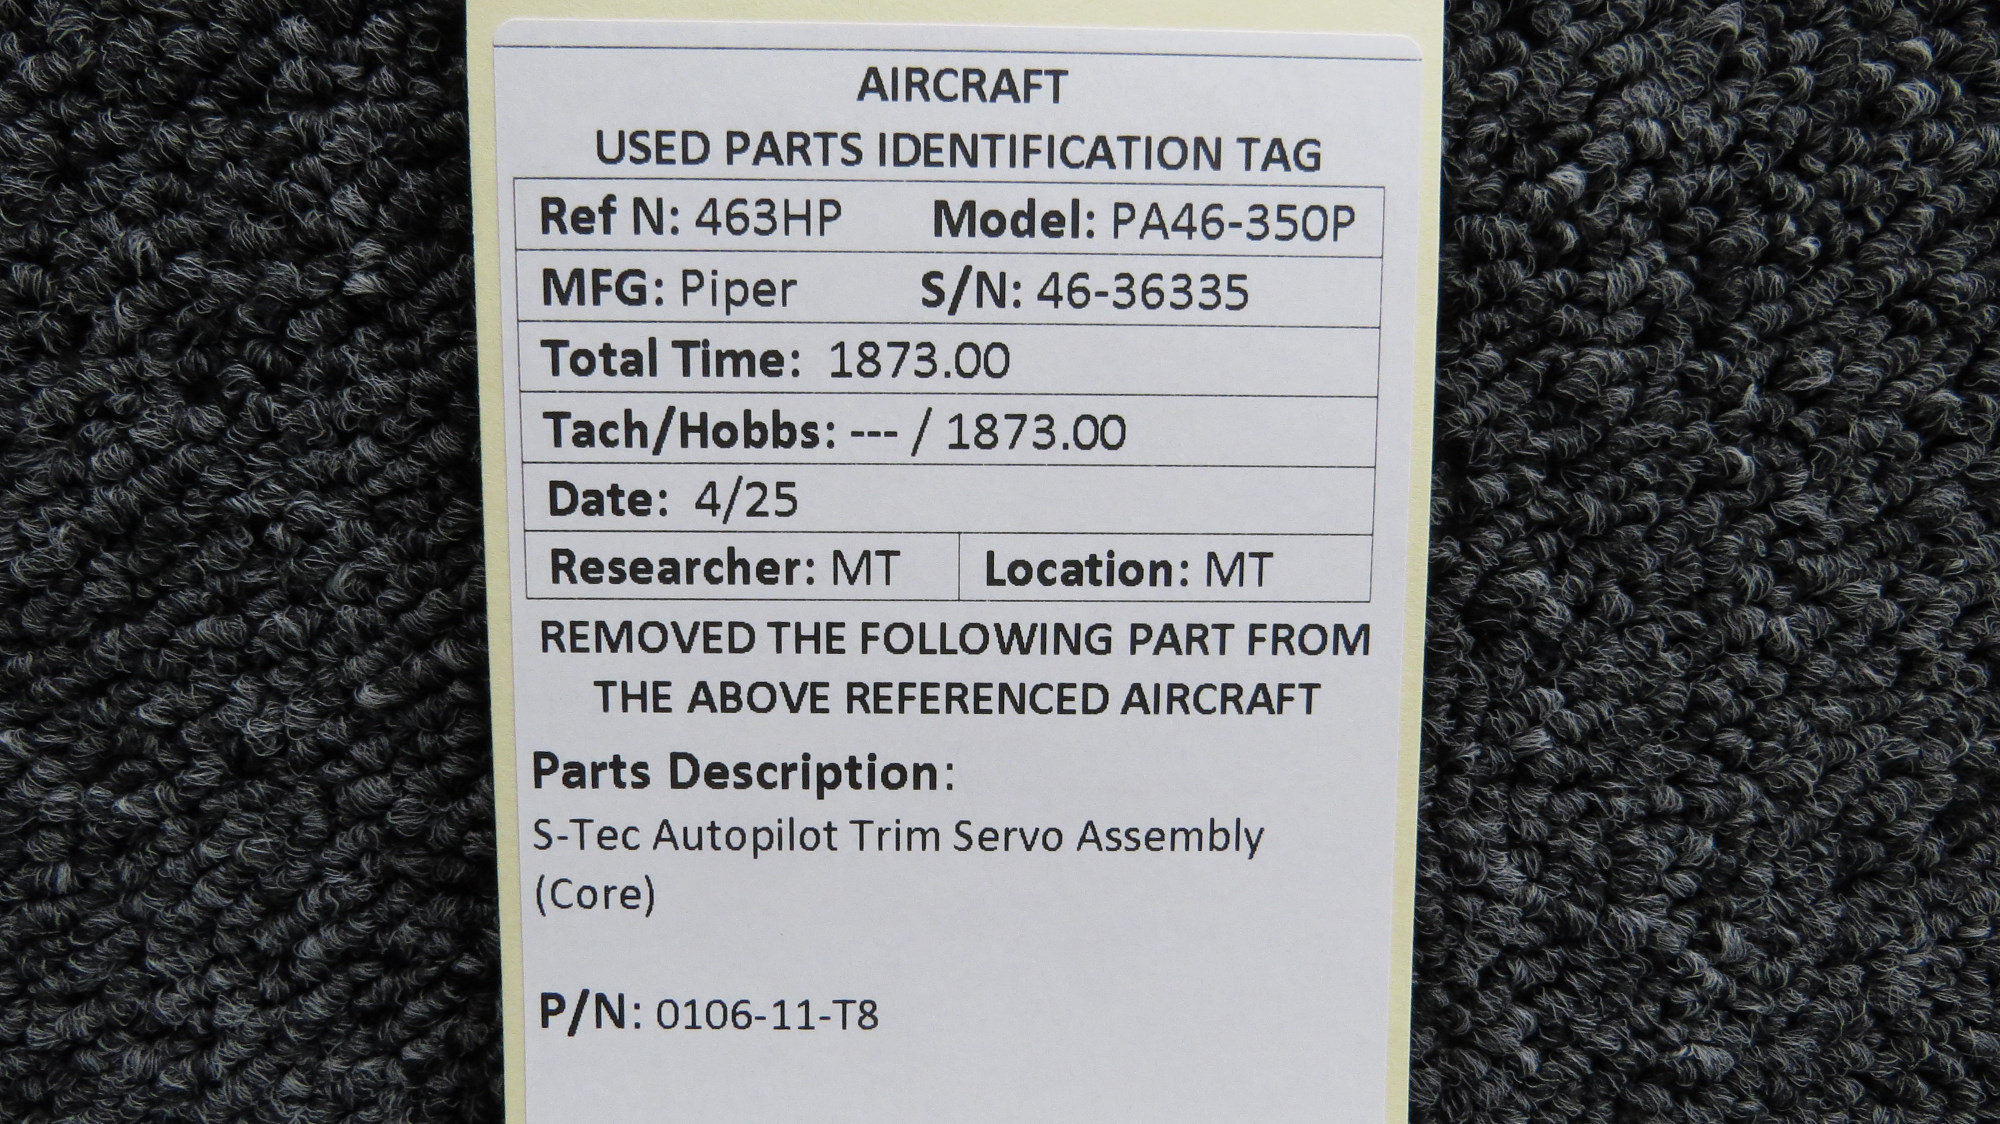 AIRCRAFT
USED PARTS IDENTIFICATION TAG
Ref N: 463HP Model: PA46-350P
MFG: Piper S/N: 46-36335
Total Time: 1873.00
Tach/Hobbs: --- / 1873.00
Date: 4/25
Researcher: MT Location: MT
REMOVED THE FOLLOWING PART FROM
THE ABOVE REFERENCED AIRCRAFT
Parts Description:
S-Tec Autopilot Trim Servo Assembly
(Core)
P/N: 0106-11-T8